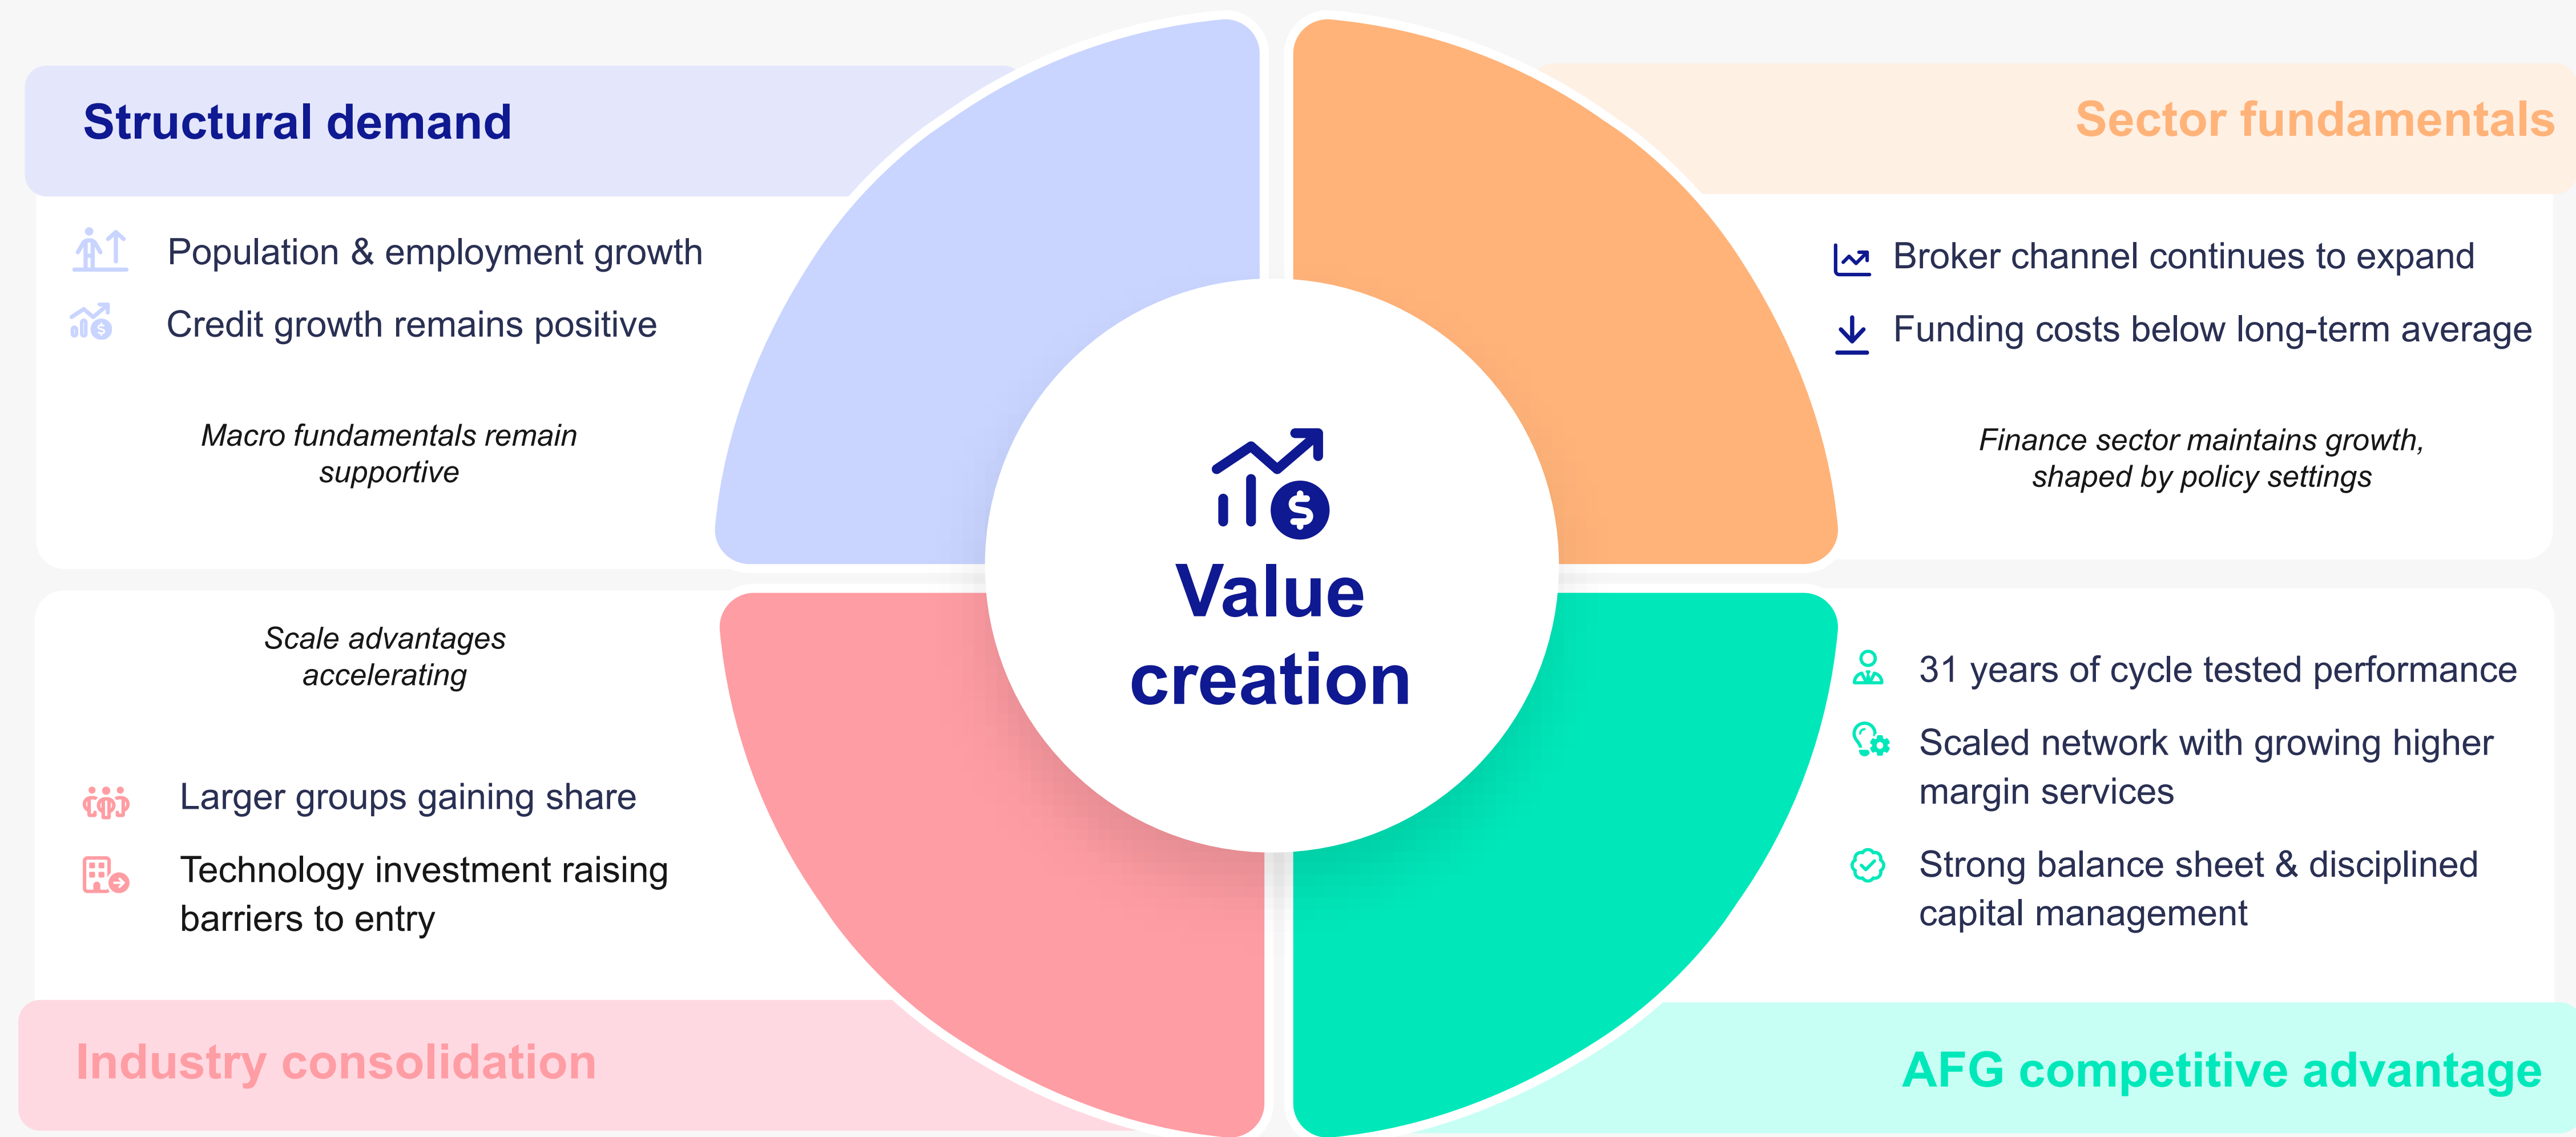 Structural demand
Population & employment growth
Credit growth remains positive
Macro fundamentals remain
supportive
Sector fundamentals
Broker channel continues to expand
Funding costs below long-term average
Finance sector maintains growth,
shaped by policy settings
$
Value
creation
Scale advantages
accelerating
Larger groups gaining share
Technology investment raising
barriers to entry
Industry consolidation
31 years of cycle tested performance
Scaled network with growing higher
margin services
Strong balance sheet & disciplined
capital management
AFG competitive advantage